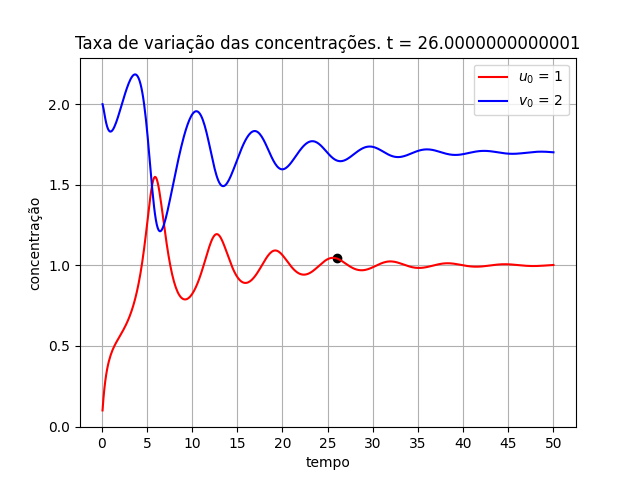 Taxa de variação das concentrações. t = 26.0000000000001
u₀ = 1
v₀ = 2
concentração
2.0
1.5
1.0
0.5
0.0
0 5 10 15 20 25 30 35 40 45 50
tempo